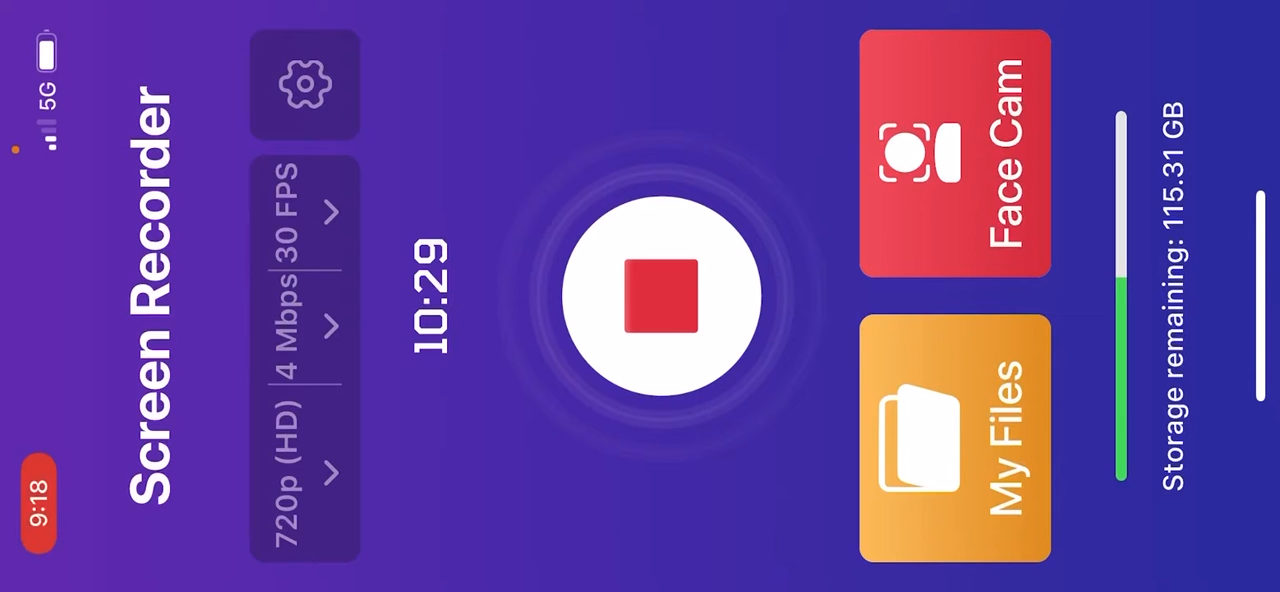 9:18
5G
Screen Recorder
720p (HD) 4 Mbps 30 FPS
10:29
My Files
Face Cam
Storage remaining: 115.31 GB